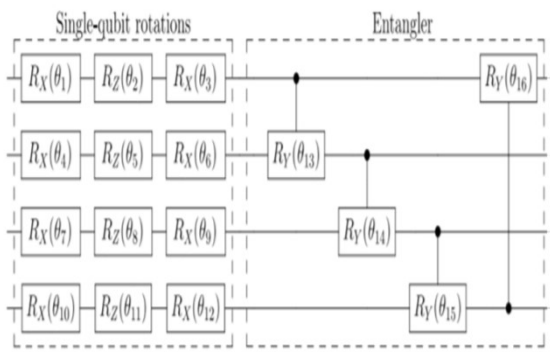 Single-qubit rotations Entangler
R_X(θ_1) R_Z(θ_2) R_X(θ_3) R_Y(θ_16)
R_X(θ_4) R_Z(θ_5) R_X(θ_6) R_Y(θ_13)
R_X(θ_7) R_Z(θ_8) R_X(θ_9) R_Y(θ_14)
R_X(θ_10) R_Z(θ_11) R_X(θ_12) R_Y(θ_15)